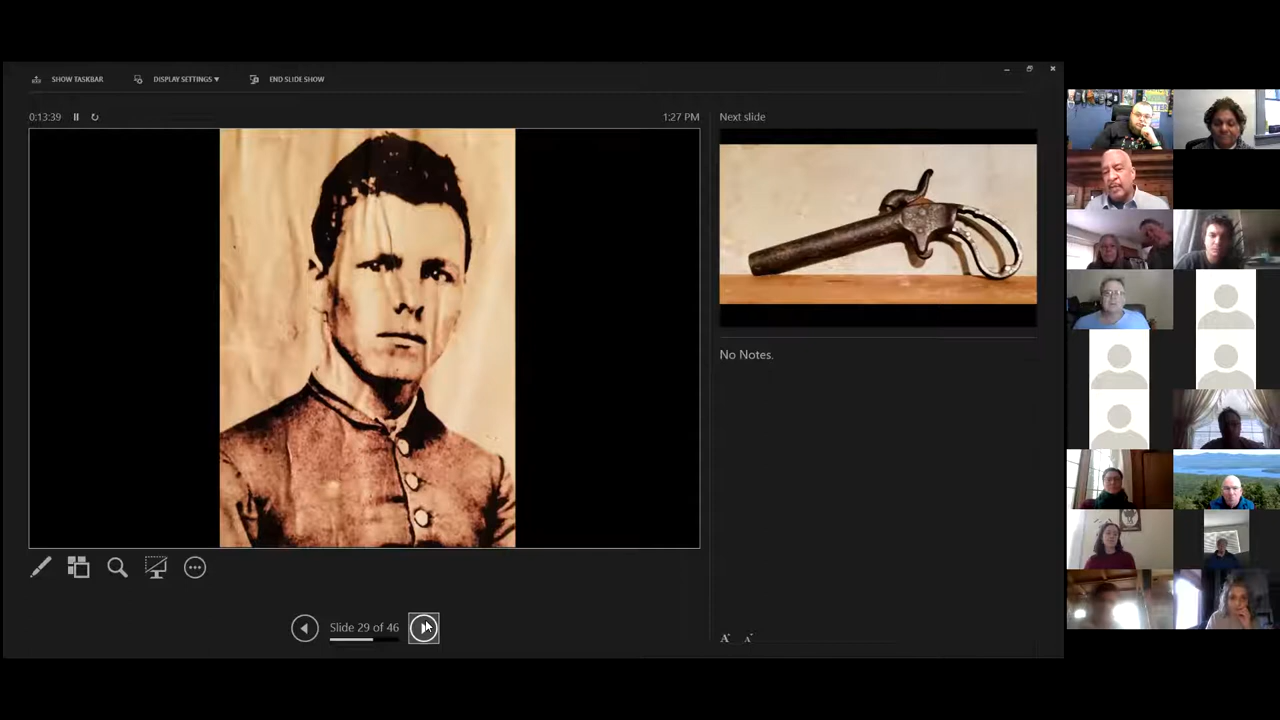 SHOW TASKBAR
DISPLAY SETTINGS ▼
END SLIDE SHOW
0:13:39
1:27 PM
Next slide
No Notes.
Slide 29 of 46
A A